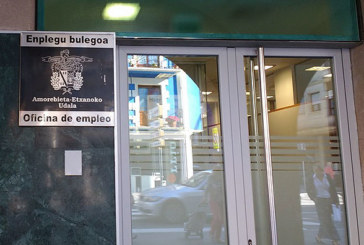 Enplegu bulegoa
Amorebieta-Etxanoko
Udala
Oficina de empleo